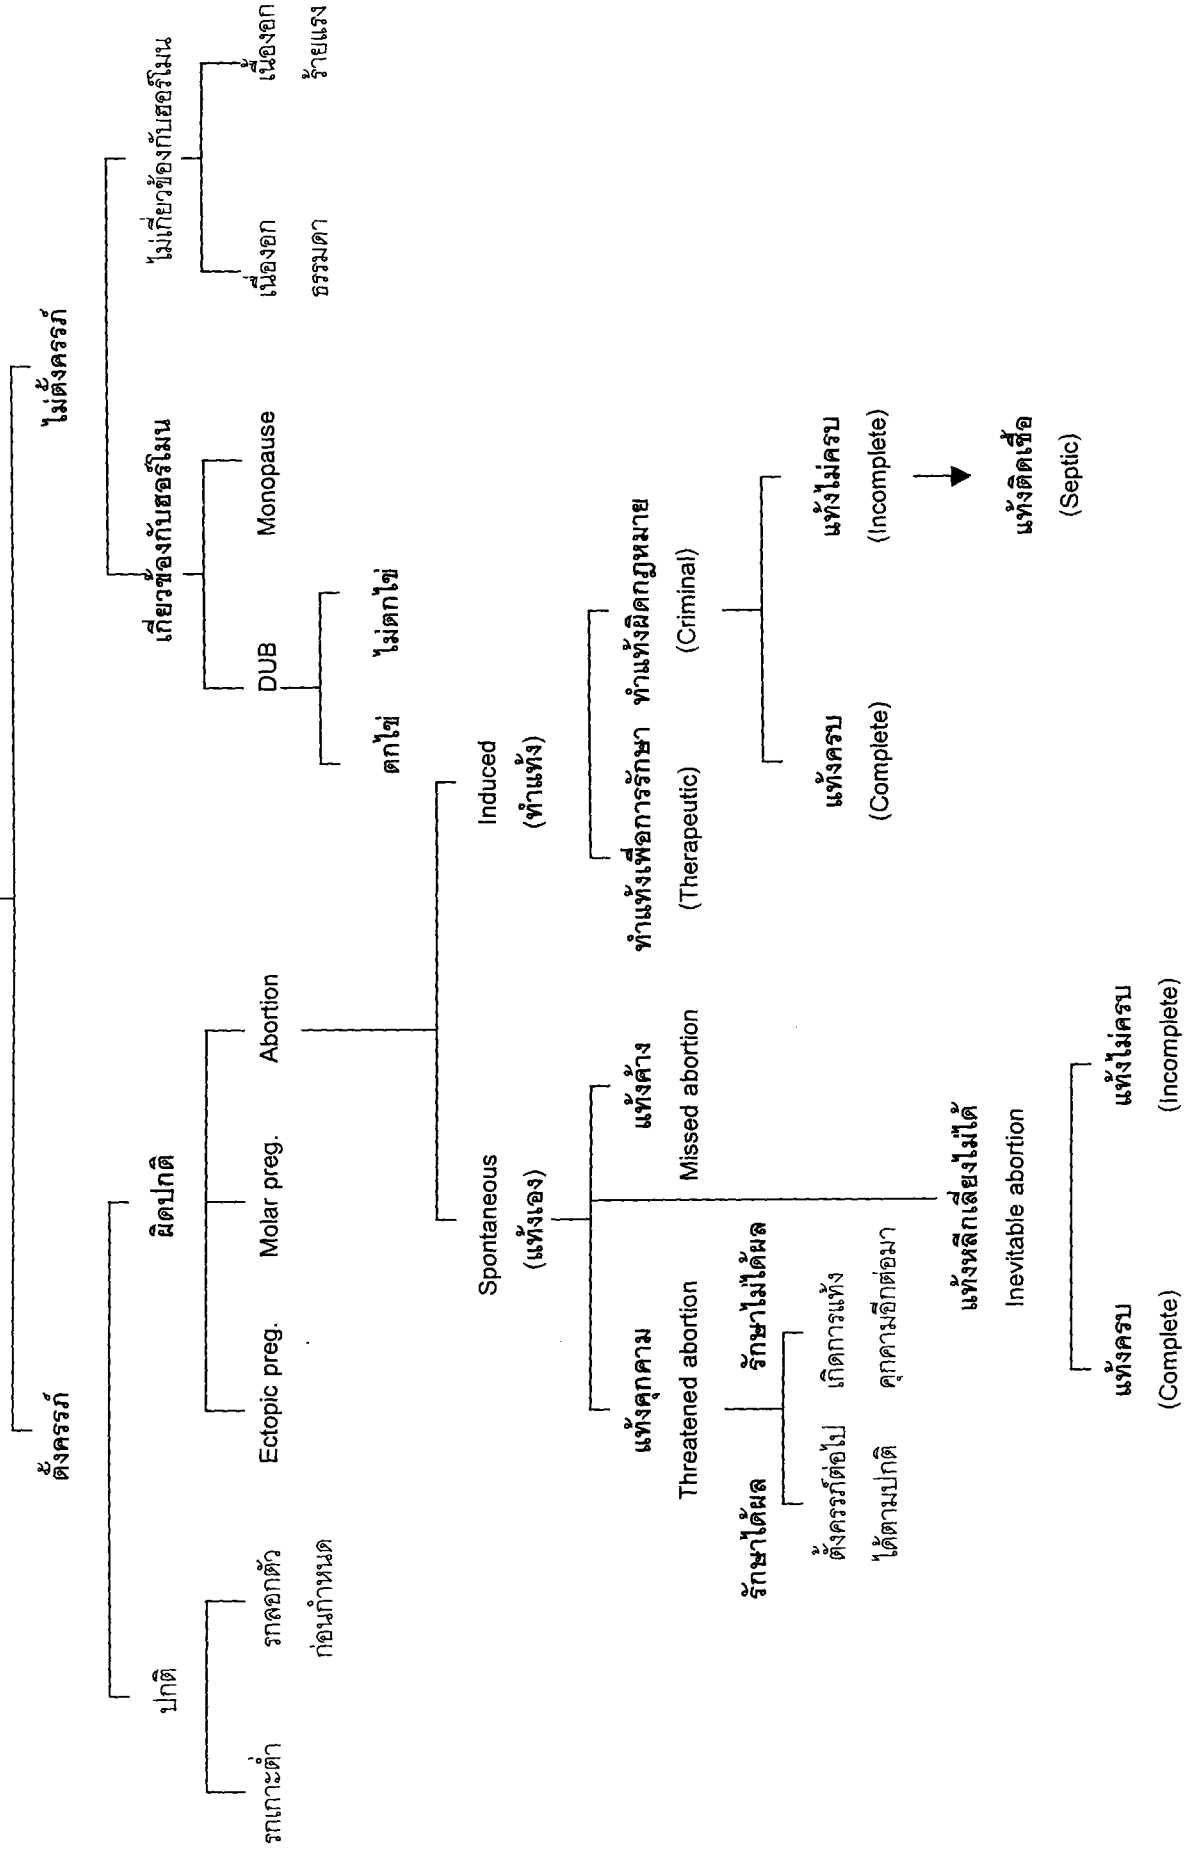 ตั้งครรภ์
ไม่ตั้งครรภ์
ปกติ
ผิดปกติ
เกี่ยวข้องกับฮอร์โมน
ไม่เกี่ยวข้องกับฮอร์โมน
รกเกาะต่ำ
รกลอกตัว
ก่อนกำหนด
Ectopic preg.
Molar preg.
Abortion
DUB
Monopause
เนื้องอก
ธรรมดา
เนื้องอก
ร้ายแรง
ตกไข่
ไม่ตกไข่
Spontaneous
(แท้งเอง)
Induced
(ทำแท้ง)
แท้งคุกคาม
Threatened abortion
แท้งค้าง
Missed abortion
ทำแท้งเพื่อการรักษา
(Therapeutic)
ทำแท้งผิดกฎหมาย
(Criminal)
รักษาได้ผล
รักษาไม่ได้ผล
ตั้งครรภ์ต่อไป
ได้ตามปกติ
เกิดการแท้ง
คุกคามอีกต่อมา
แท้งครบ
(Complete)
แท้งไม่ครบ
(Incomplete)
แท้งหลีกเลี่ยงไม่ได้
Inevitable abortion
แท้งติดเชื้อ
(Septic)
แท้งครบ
(Complete)
แท้งไม่ครบ
(Incomplete)